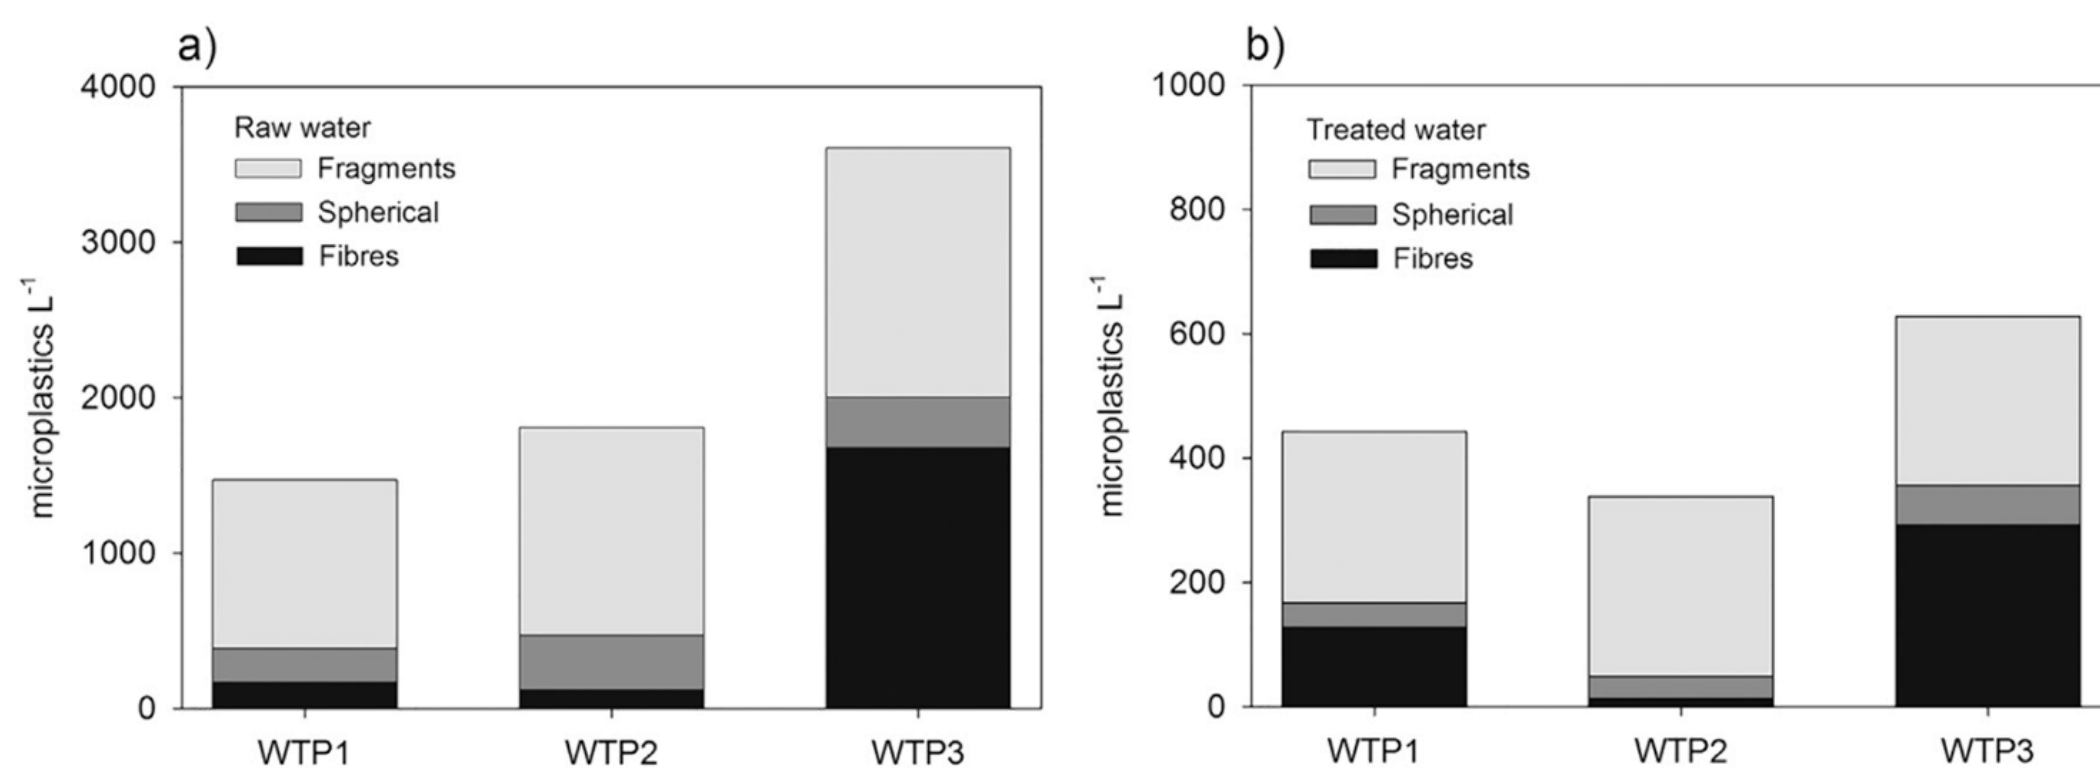 a)
4000
3000
2000
1000
0
microplastics L⁻¹
Raw water
Fragments
Spherical
Fibres
WTP1
WTP2
WTP3
b)
1000
800
600
400
200
0
microplastics L⁻¹
Treated water
Fragments
Spherical
Fibres
WTP1
WTP2
WTP3